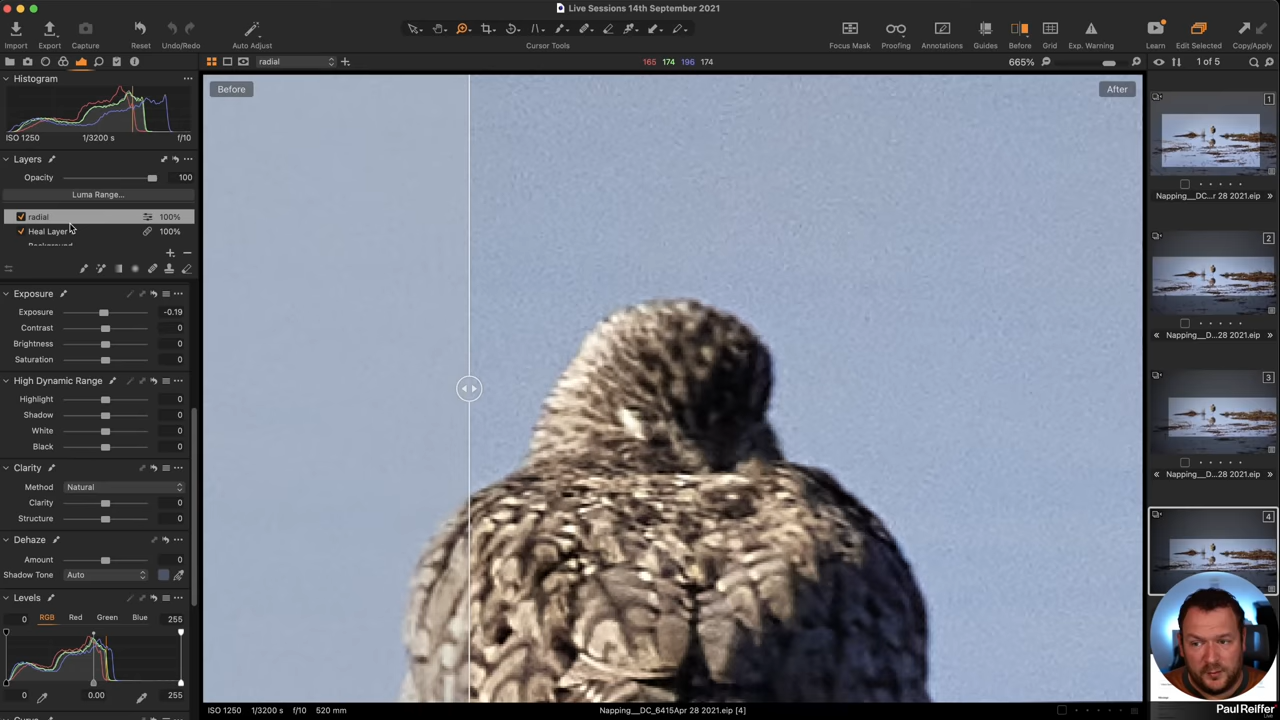 Live Sessions 14th September 2021
Import Export Capture Reset Undo/Redo Auto Adjust Cursor Tools Focus Mask Proofing Annotations Guides Before Grid Exp. Warning Learn Edit Selected Copy/Apply
radial
165 174 196 174
665%
1 of 5
Histogram
ISO 1250 1/3200 s f/10
Layers
Opacity 100
Luma Range...
radial 100%
Heal Layer 100%
Background
Exposure
Exposure -0.19
Contrast 0
Brightness 0
Saturation 0
High Dynamic Range
Highlight 0
Shadow 0
White 0
Black 0
Clarity
Method Natural
Clarity 0
Structure 0
Dehaze
Amount 0
Shadow Tone Auto
Levels
0 RGB Red Green Blue 255
0 0.00 255
Before
After
1
Napping__DC...r 28 2021.eip
2
Napping__D...28 2021.eip
3
Napping__D...28 2021.eip
4
ISO 1250 1/3200 s f/10 520 mm
Napping__DC_6415Apr 28 2021.eip [4]
Paul Reiffer
Live